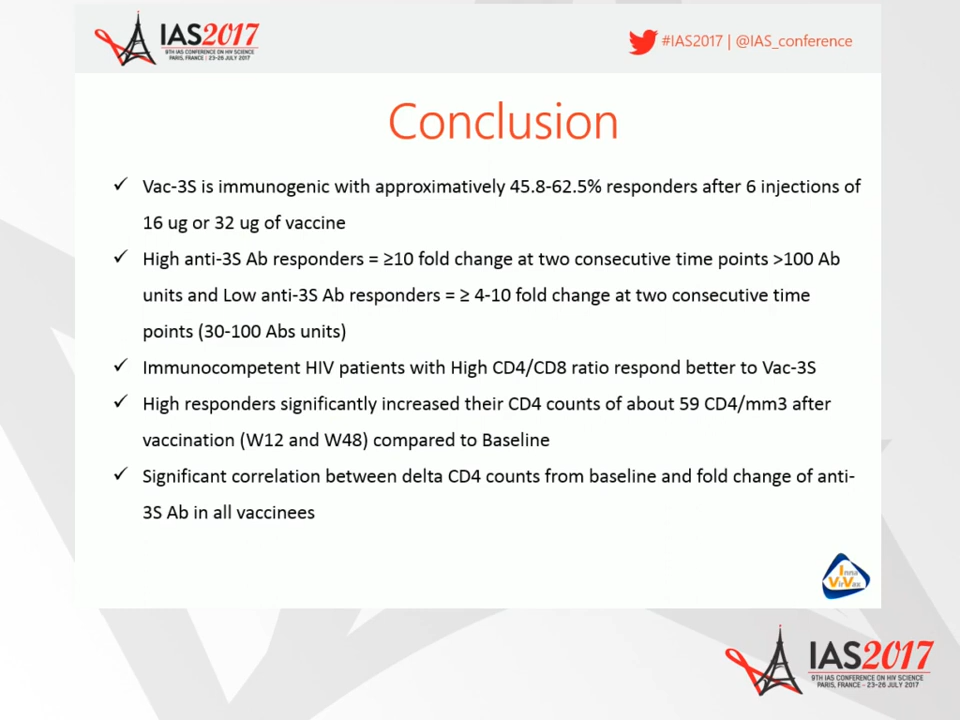 IAS2017
9TH IAS CONFERENCE ON HIV SCIENCE
PARIS, FRANCE | 23-26 JULY 2017
#IAS2017 | @IAS_conference
Conclusion
✓ Vac-3S is immunogenic with approximatively 45.8-62.5% responders after 6 injections of
16 ug or 32 ug of vaccine
✓ High anti-3S Ab responders = ≥10 fold change at two consecutive time points >100 Ab
units and Low anti-3S Ab responders = ≥ 4-10 fold change at two consecutive time
points (30-100 Abs units)
✓ Immunocompetent HIV patients with High CD4/CD8 ratio respond better to Vac-3S
✓ High responders significantly increased their CD4 counts of about 59 CD4/mm3 after
vaccination (W12 and W48) compared to Baseline
✓ Significant correlation between delta CD4 counts from baseline and fold change of anti-
3S Ab in all vaccinees
Inna
VirVax
IAS2017
9TH IAS CONFERENCE ON HIV SCIENCE
PARIS, FRANCE - 23-26 JULY 2017